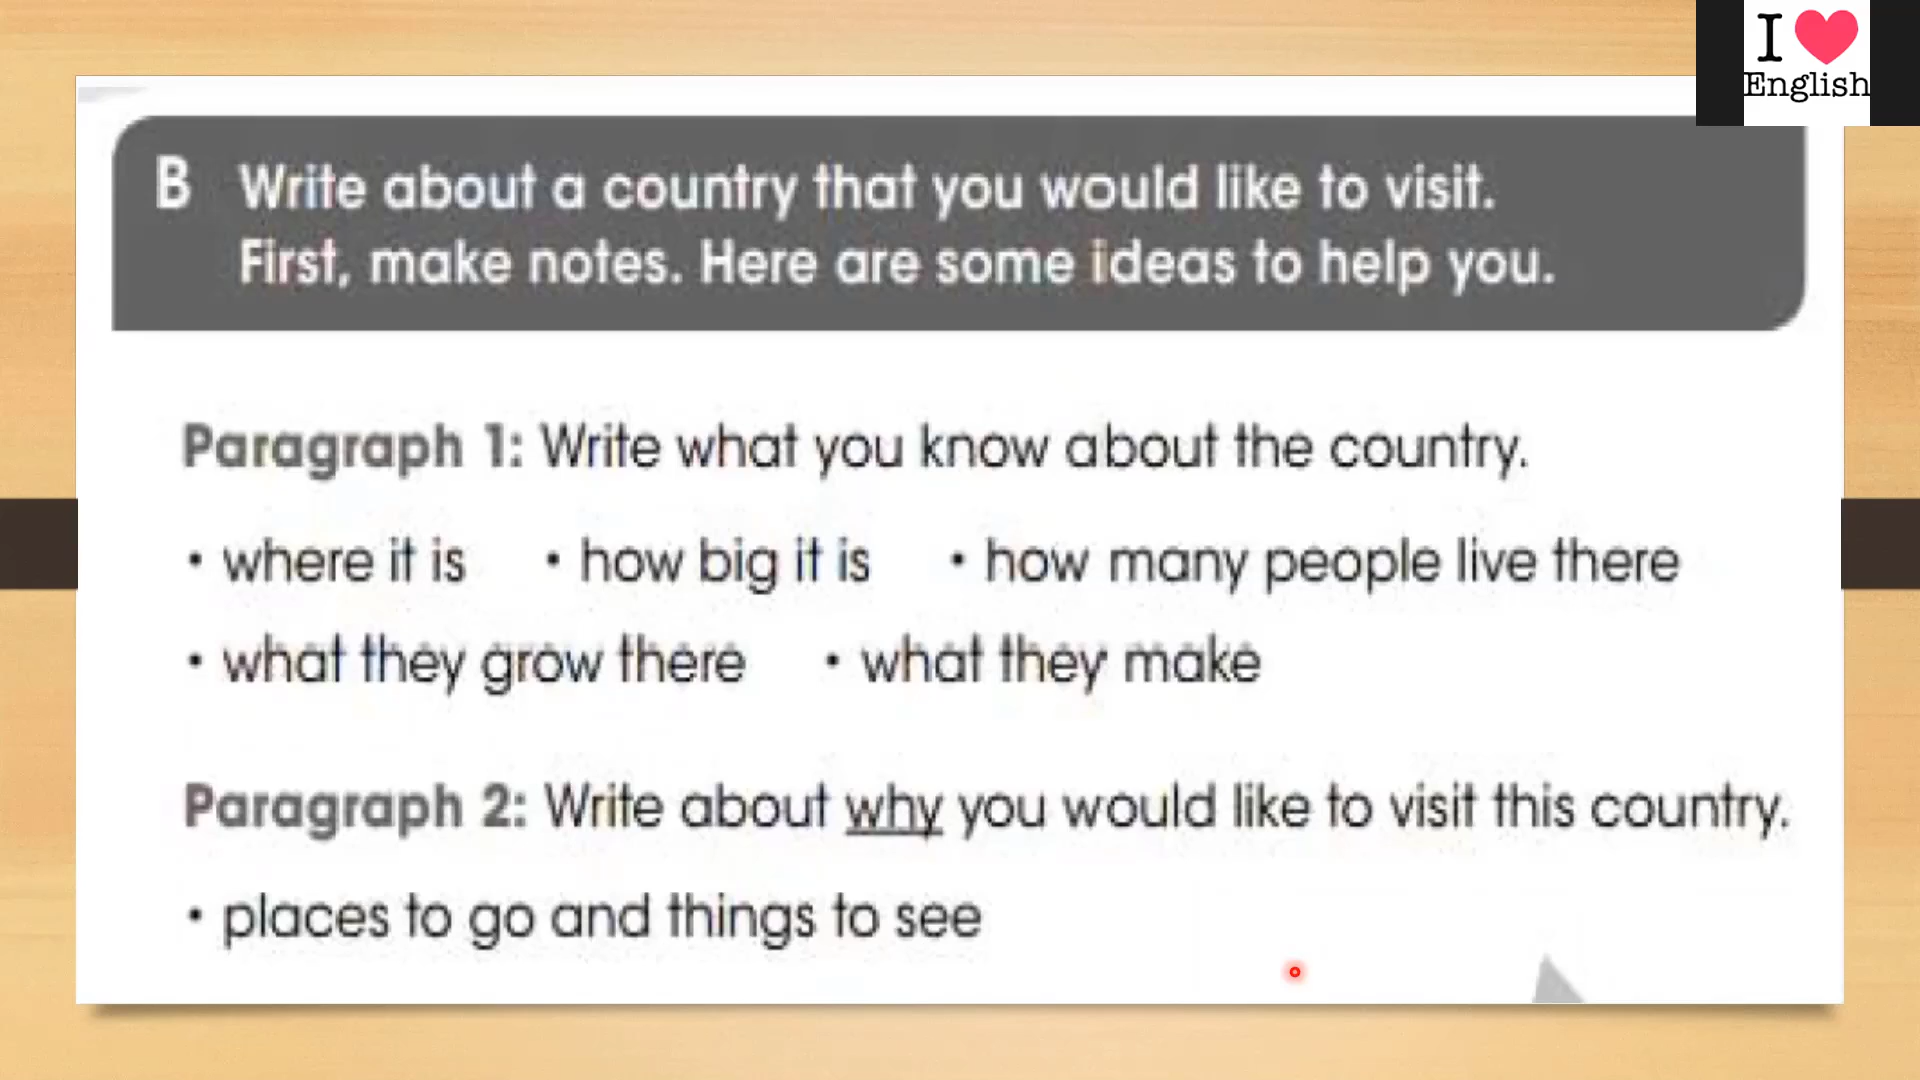 I ❤
English
B Write about a country that you would like to visit.
First, make notes. Here are some ideas to help you.
Paragraph 1: Write what you know about the country.
• where it is • how big it is • how many people live there
• what they grow there • what they make
Paragraph 2: Write about why you would like to visit this country.
• places to go and things to see